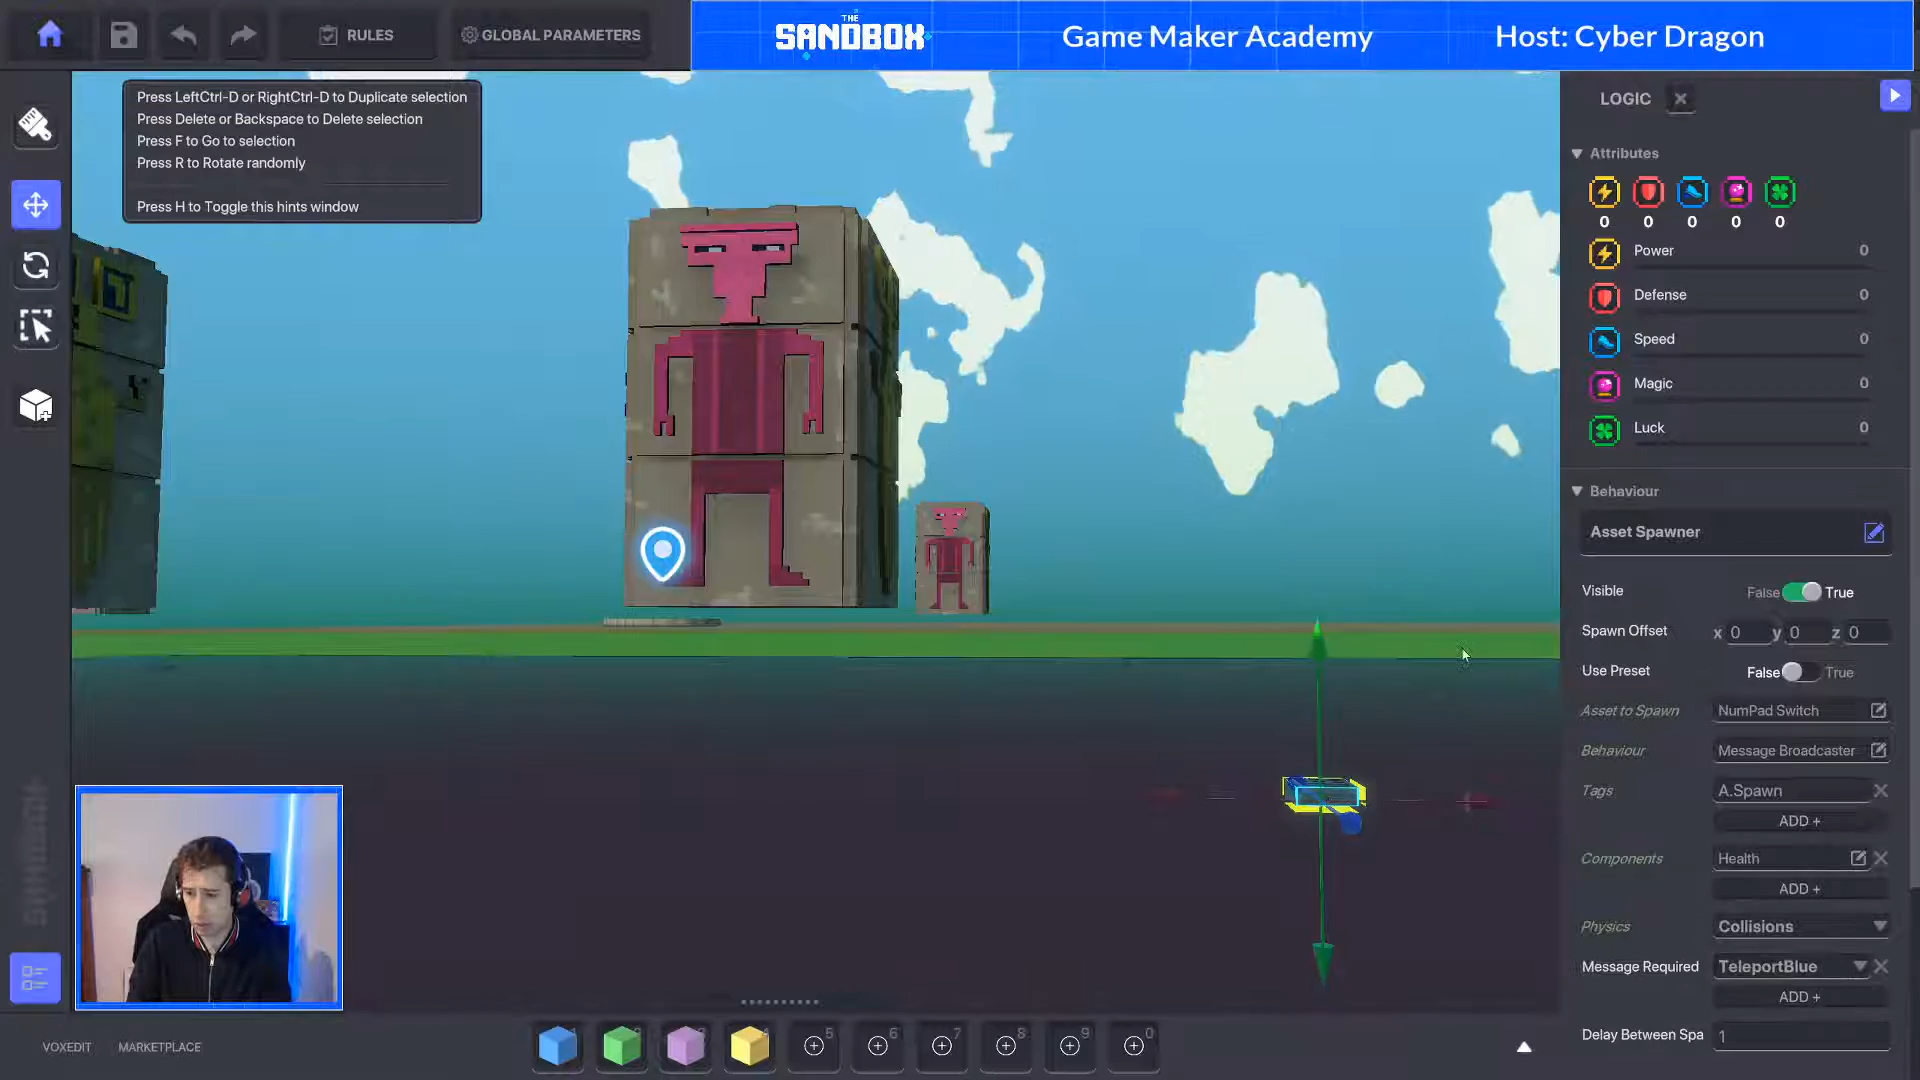 RULES
GLOBAL PARAMETERS
THE
SANDBOX
Game Maker Academy
Host: Cyber Dragon
Press LeftCtrl-D or RightCtrl-D to Duplicate selection
Press Delete or Backspace to Delete selection
Press F to Go to selection
Press R to Rotate randomly
Press H to Toggle this hints window
LOGIC
Attributes
0 0 0 0 0
Power 0
Defense 0
Speed 0
Magic 0
Luck 0
Behaviour
Asset Spawner
Visible False True
Spawn Offset x 0 y 0 z 0
Use Preset False True
Asset to Spawn NumPad Switch
Behaviour Message Broadcaster
Tags A.Spawn
ADD +
Components Health
ADD +
Physics Collisions
Message Required TeleportBlue
ADD +
Delay Between Spa 1
SANDBOX
VOXEDIT
MARKETPLACE
1 2 3 4 5 6 7 8 9 0